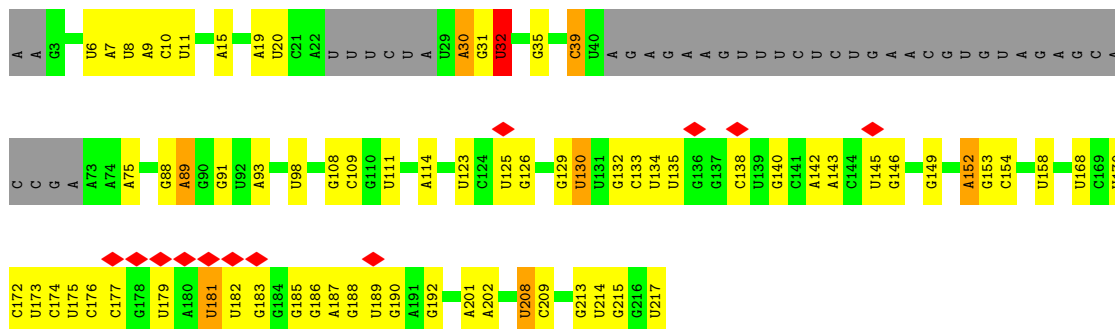 A A G3 U6 A7 U8 A9 C10 U11 A15 A19 U20 C21 A22 U U U C U A U29 A30 G31 U32 G35 C39 U40 A G A G A A G U U U C U C U G A A C G U G U A G A G C A
C C G A A73 A74 A75 G88 A89 G90 G91 U92 A93 U98 G108 C109 G110 U111 A114 U123 C124 U125 G126 G129 U130 U131 G132 C133 U134 U135 G136 G137 C138 U139 G140 C141 A142 A143 C144 U145 G146 G149 A152 G153 C154 U158 U168 C169
C172 U173 C174 U175 C176 C177 G178 U179 A180 U181 U182 G183 G184 G185 G186 A187 G188 U189 G190 A191 G192 A201 A202 U208 C209 G213 U214 G215 G216 U217